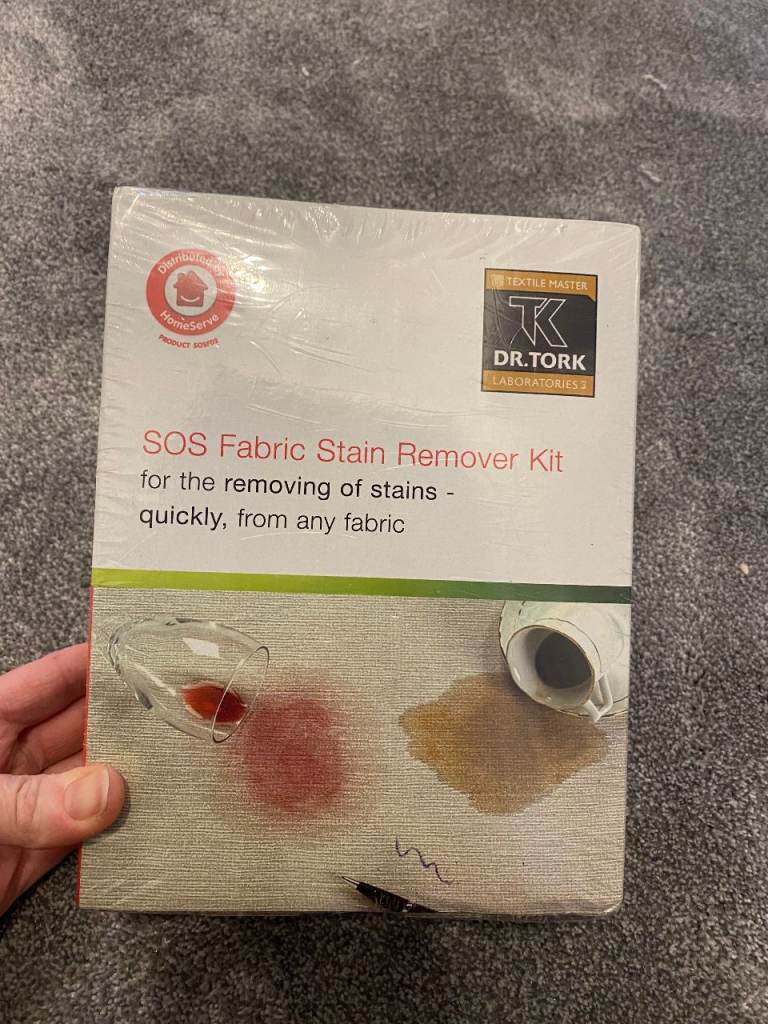 Distributed by
HomeServe
PRODUCT SOSFDS
TEXTILE MASTER
TK
DR.TORK
LABORATORIES
SOS Fabric Stain Remover Kit
for the removing of stains -
quickly, from any fabric